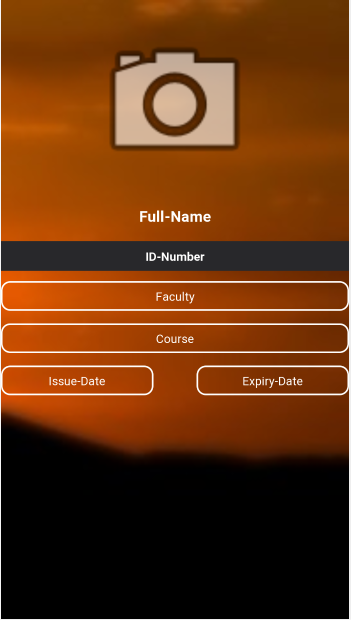 Full-Name
ID-Number
Faculty
Course
Issue-Date Expiry-Date